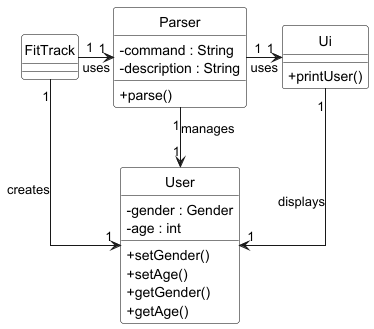 Parser
-command : String
-description : String
+parse()
FitTrack
Ui
+printUser()
1 1
uses
1 1
uses
1
manages
1
1
creates
1
1
displays
1
User
-gender : Gender
-age : int
+setGender()
+setAge()
+getGender()
+getAge()